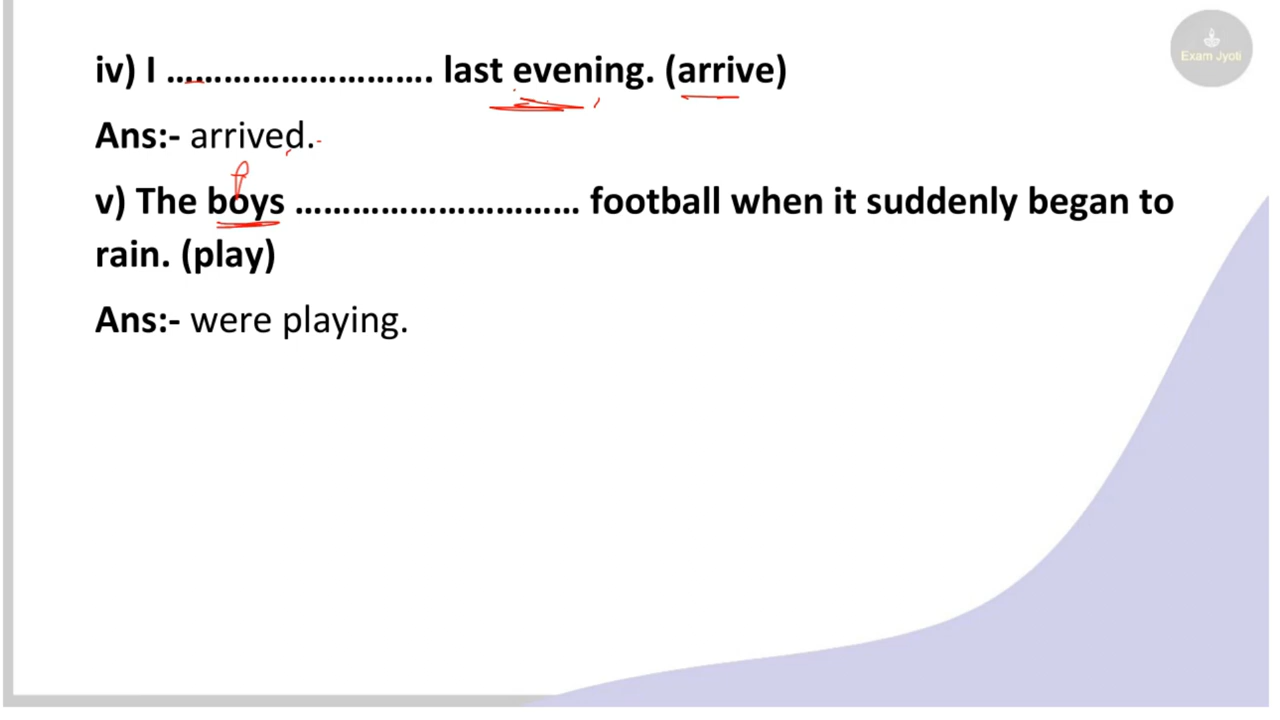 Exam Jyoti
iv) I ............................ last evening. (arrive)
Ans:- arrived.
v) The boys .............................. football when it suddenly began to
rain. (play)
Ans:- were playing.